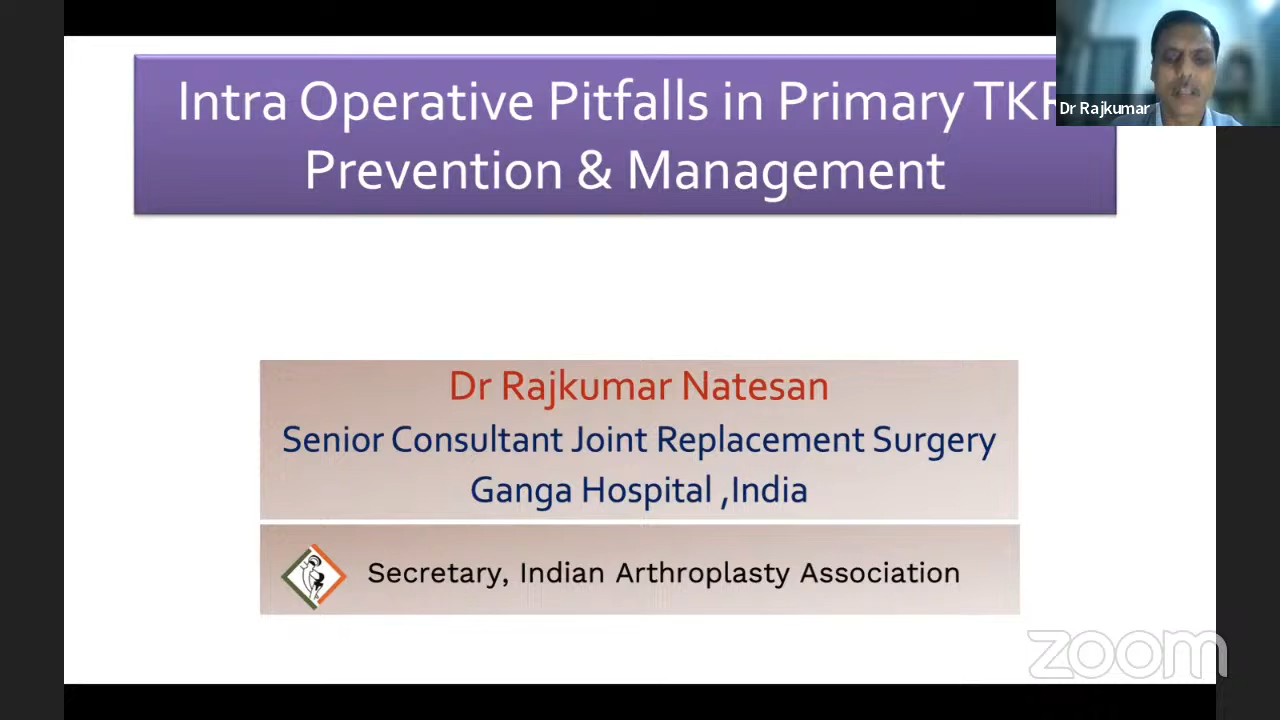 Intra Operative Pitfalls in Primary TKR
Prevention & Management
Dr Rajkumar
Dr Rajkumar Natesan
Senior Consultant Joint Replacement Surgery
Ganga Hospital ,India
Secretary, Indian Arthroplasty Association
zoom